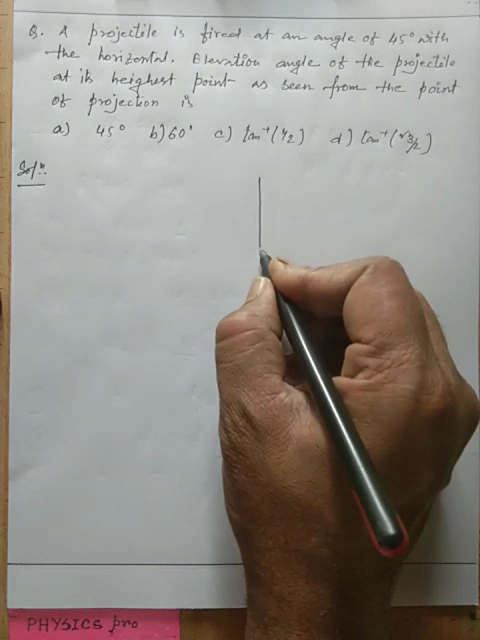 Q. A projectile is fired at an angle of 45° with
the horizontal. Elevation angle of the projectile
at its heighest point as seen from the point
of projection is
a) 45° b) 60° c) tan⁻¹(1/2) d) tan⁻¹(√3/2)
Solⁿ:
PHYSICS pro